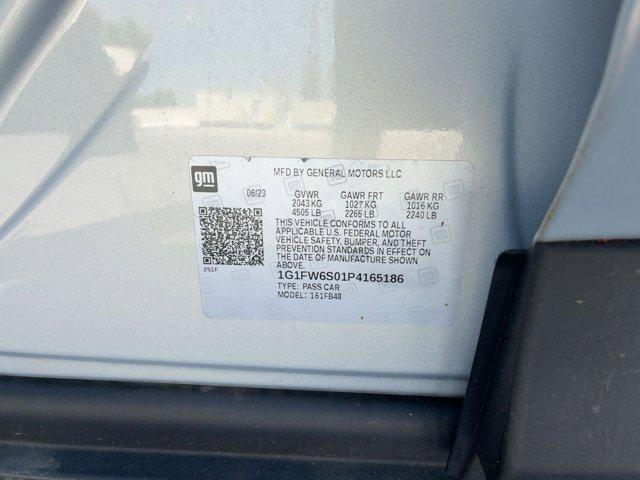 gm
MFD BY GENERAL MOTORS LLC
06/23 GVWR GAWR FRT GAWR RR
2043 KG 1027 KG 1016 KG
4505 LB 2265 LB 2240 LB
THIS VEHICLE CONFORMS TO ALL
APPLICABLE U.S. FEDERAL MOTOR
VEHICLE SAFETY, BUMPER, AND THEFT
PREVENTION STANDARDS IN EFFECT ON
THE DATE OF MANUFACTURE SHOWN
ABOVE.
251F
1G1FW6S01P4165186
TYPE: PASS CAR
MODEL: 161FB48